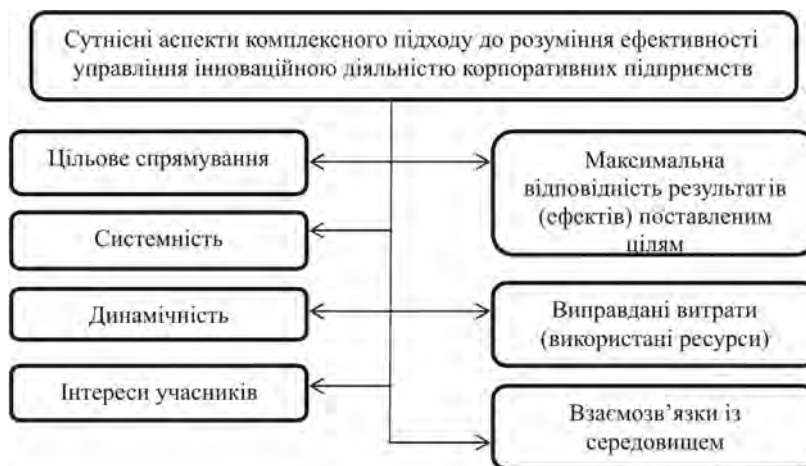 Сутнісні аспекти комплексного підходу до розуміння ефективності
управління інноваційною діяльністю корпоративних підприємств
Цільове спрямування
Системність
Динамічність
Інтереси учасників
Максимальна
відповідність результатів
(ефектів) поставленим
цілям
Виправдані витрати
(використані ресурси)
Взаємозв’язки із
середовищем